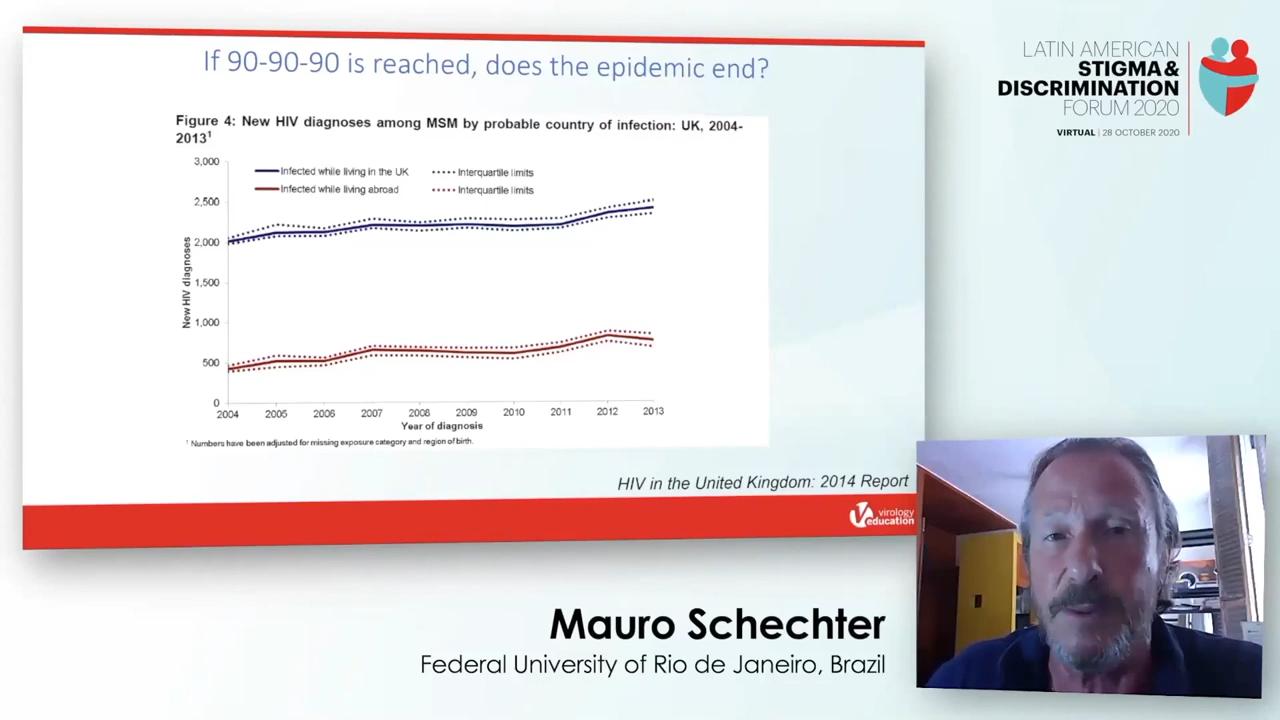 If 90-90-90 is reached, does the epidemic end?
Figure 4: New HIV diagnoses among MSM by probable country of infection: UK, 2004-
2013¹
3,000
2,500
2,000
1,500
1,000
500
0
New HIV diagnoses
Infected while living in the UK
Interquartile limits
Infected while living abroad
Interquartile limits
2004 2005 2006 2007 2008 2009 2010 2011 2012 2013
Year of diagnosis
¹ Numbers have been adjusted for missing exposure category and region of birth.
HIV in the United Kingdom: 2014 Report
virology
education
LATIN AMERICAN
STIGMA &
DISCRIMINATION
FORUM 2020
VIRTUAL | 28 OCTOBER 2020
Mauro Schechter
Federal University of Rio de Janeiro, Brazil